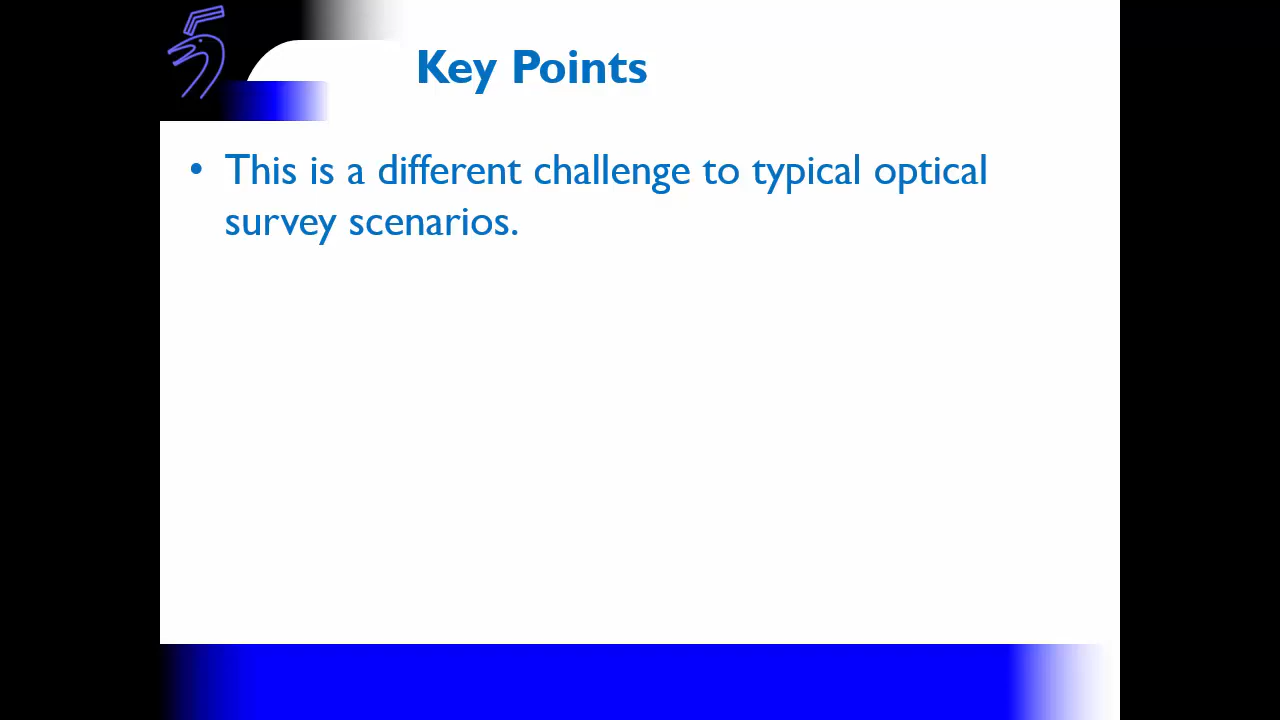 Key Points
• This is a different challenge to typical optical
survey scenarios.